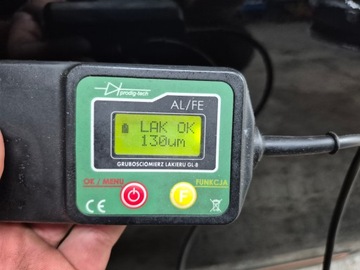 prodig-tech
AL/FE
LAK OK
130um
GRUBOŚCIOMIERZ LAKIERU GL 8
OK / MENU
FUNKCJA
F
CE